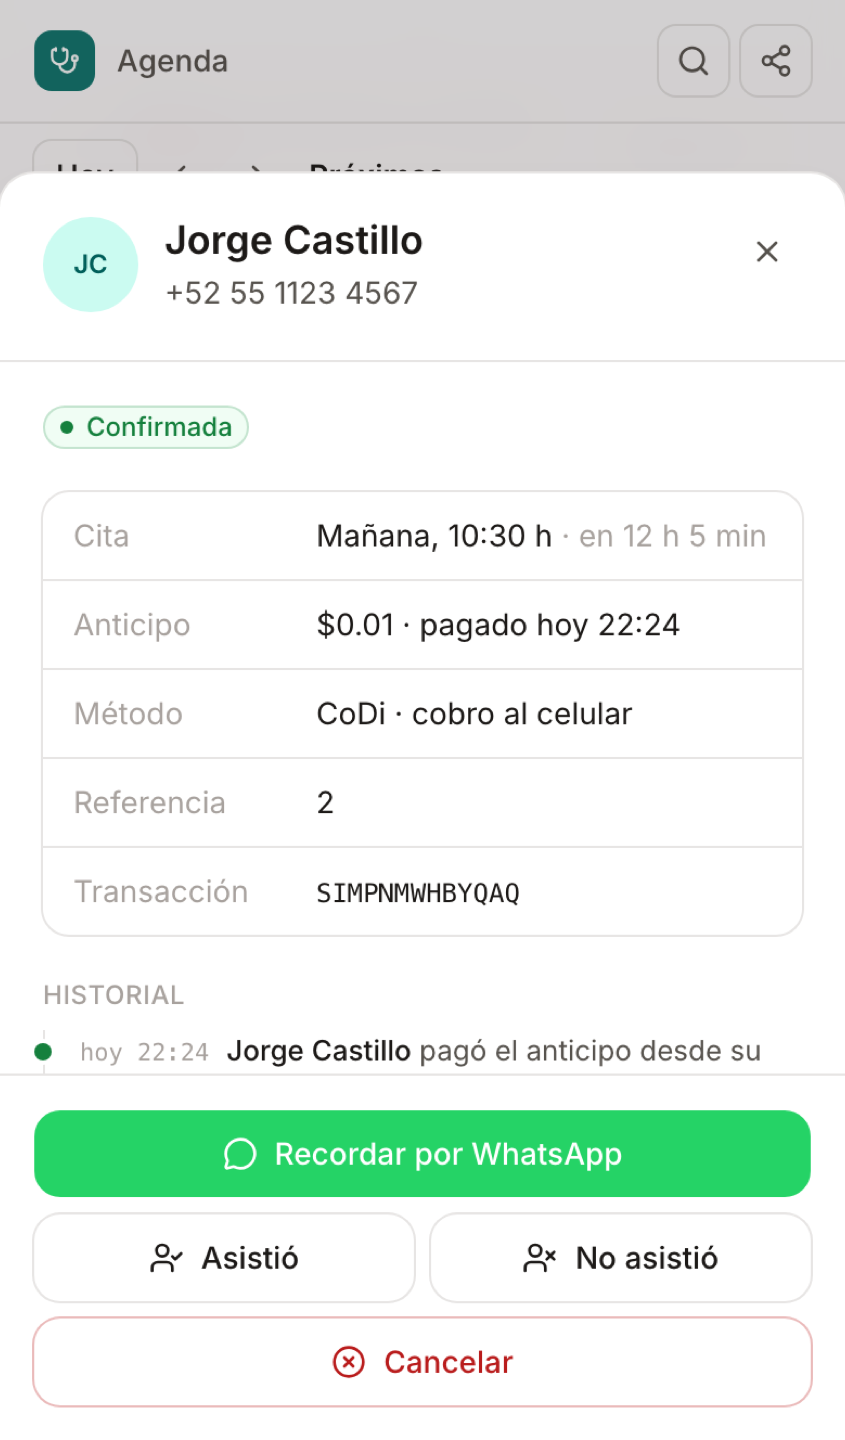 Agenda
Hoy
Próximas
JC
Jorge Castillo
+52 55 1123 4567
Confirmada
Cita Mañana, 10:30 h · en 12 h 5 min
Anticipo $0.01 · pagado hoy 22:24
Método CoDi · cobro al celular
Referencia 2
Transacción SIMPNMWHBYQAQ
HISTORIAL
hoy 22:24 Jorge Castillo pagó el anticipo desde su
Recordar por WhatsApp
Asistió
No asistió
Cancelar